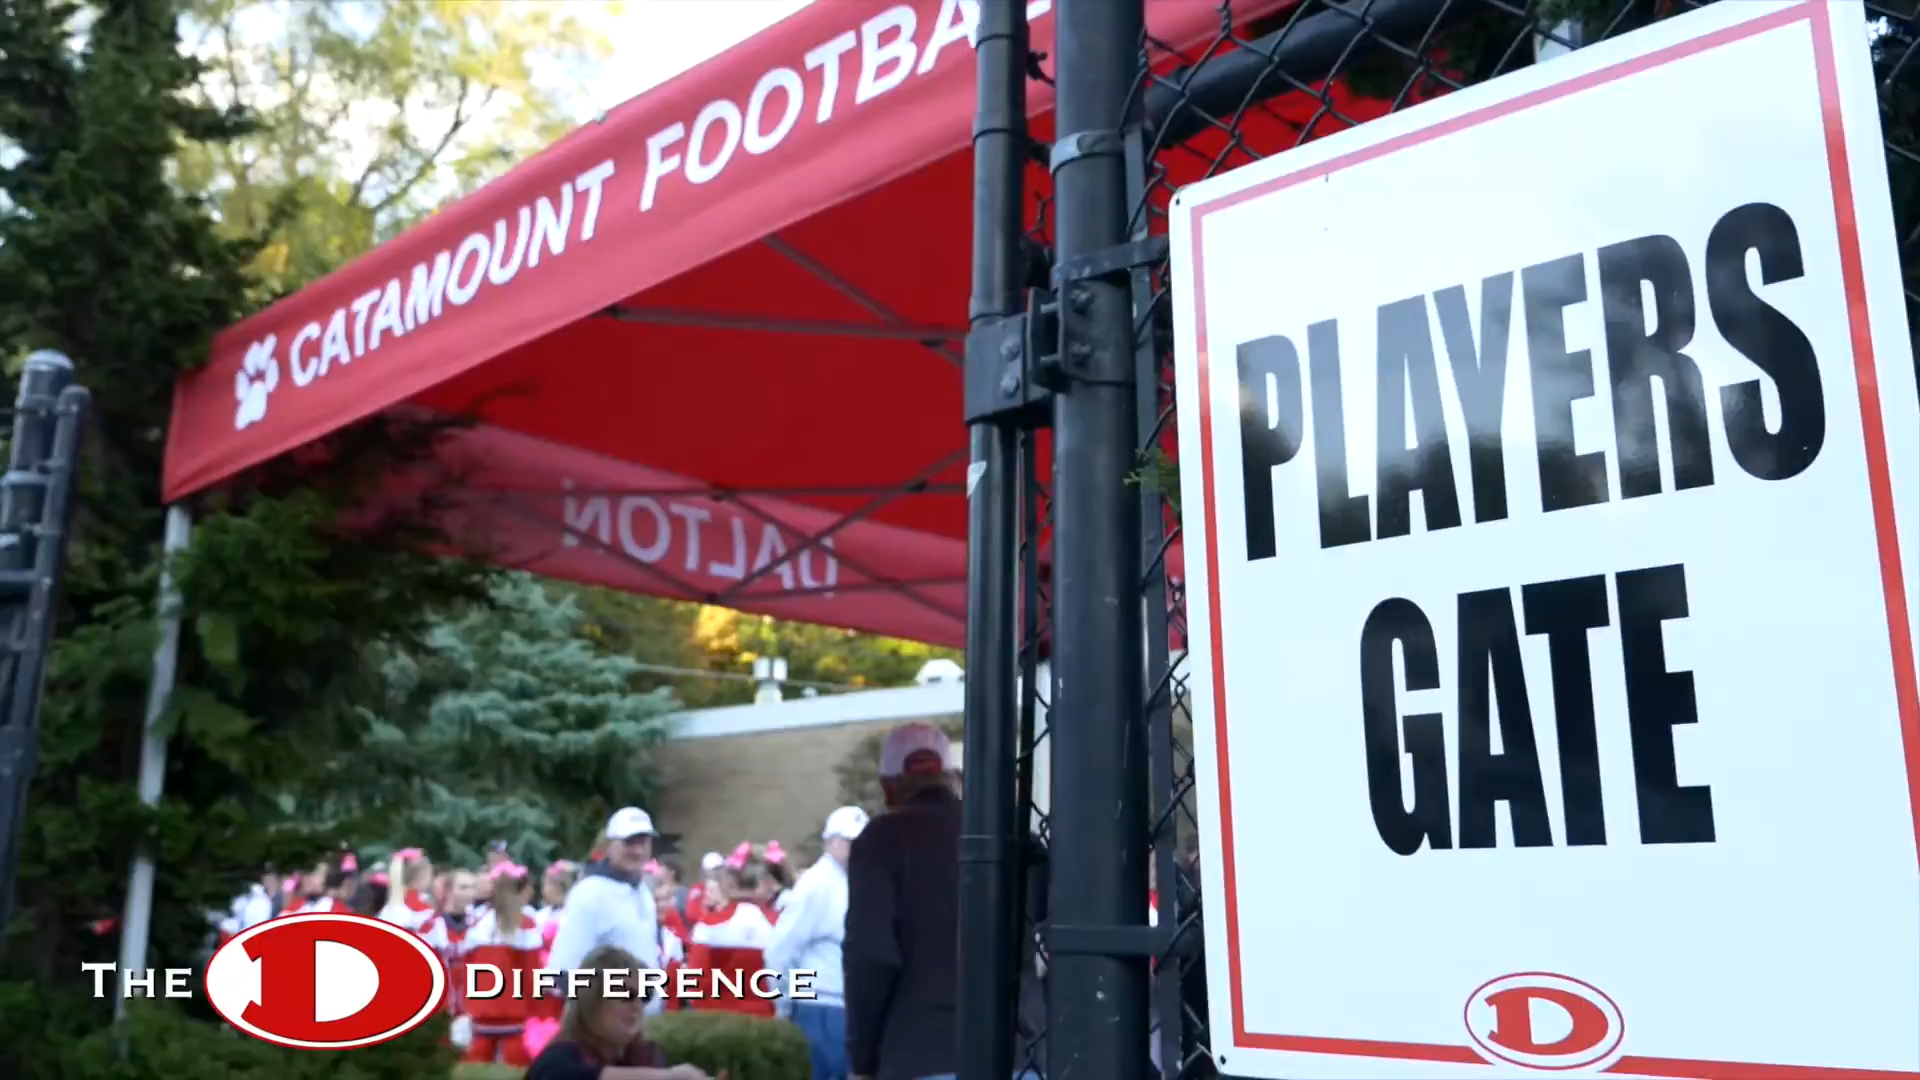 CATAMOUNT FOOTBA
DALTON
PLAYERS
GATE
D
THE D DIFFERENCE